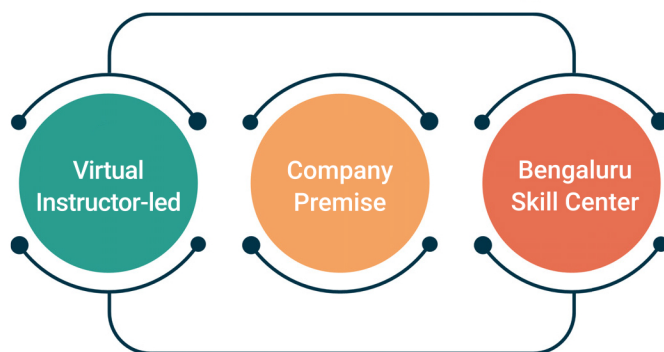 Virtual
Instructor-led
Company
Premise
Bengaluru
Skill Center